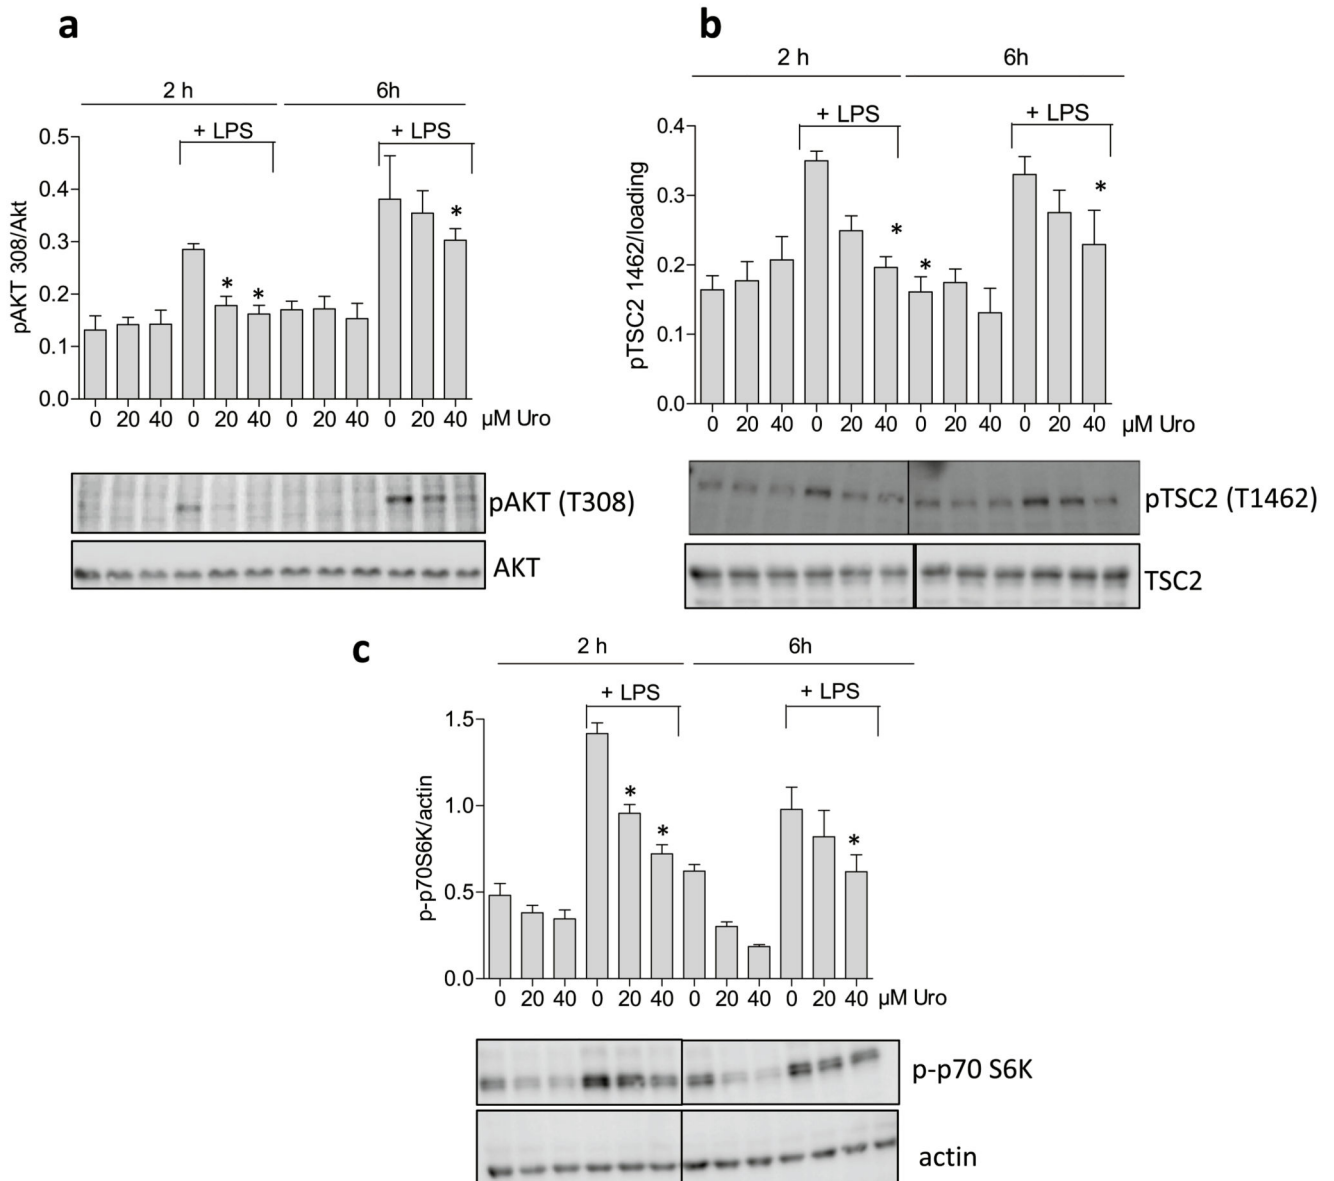 a
2 h 6h
+ LPS + LPS
0.5
0.4
0.3
0.2
0.1
0.0
pAKT 308/Akt
* * *
0 20 40 0 20 40 0 20 40 0 20 40 µM Uro
pAKT (T308)
AKT
b
2 h 6h
+ LPS + LPS
0.4
0.3
0.2
0.1
0.0
pTSC2 1462/loading
* * *
0 20 40 0 20 40 0 20 40 0 20 40 µM Uro
pTSC2 (T1462)
TSC2
c
2 h 6h
+ LPS + LPS
1.5
1.0
0.5
0.0
p-p70S6K/actin
* * *
0 20 40 0 20 40 0 20 40 0 20 40 µM Uro
p-p70 S6K
actin